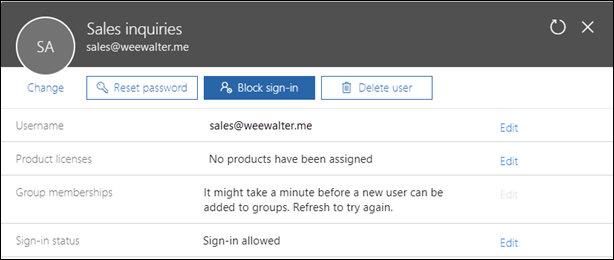 SA
Sales inquiries
sales@weewalter.me
Change
Reset password
Block sign-in
Delete user
Username sales@weewalter.me Edit
Product licenses No products have been assigned Edit
Group memberships It might take a minute before a new user can be Edit
added to groups. Refresh to try again.
Sign-in status Sign-in allowed Edit